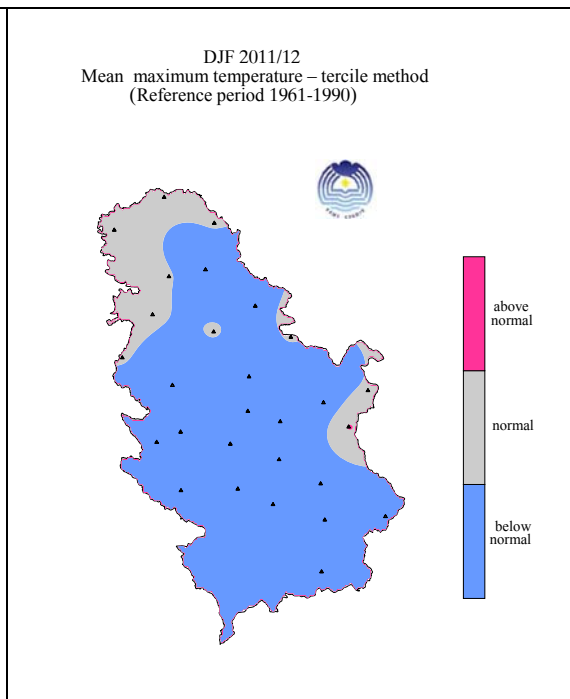 DJF 2011/12
Mean maximum temperature – tercile method
(Reference period 1961-1990)
above
normal
normal
below
normal